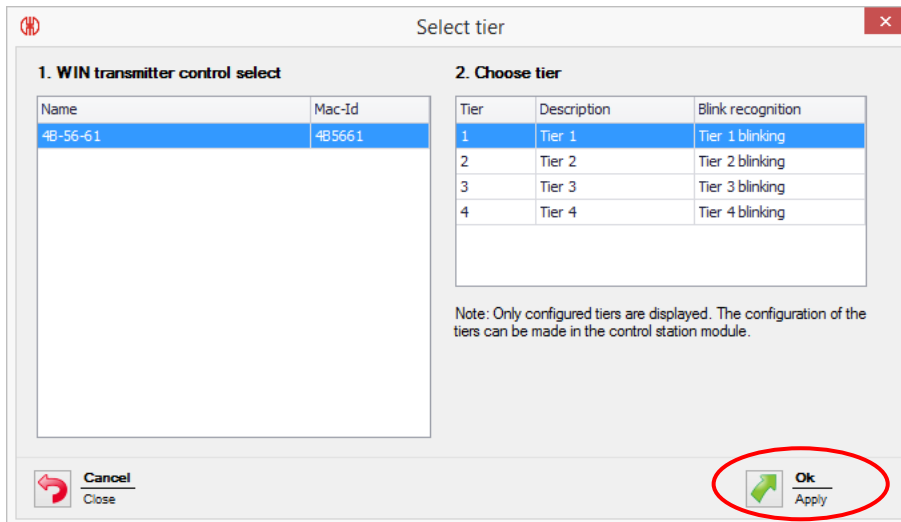 Select tier
1. WIN transmitter control select
Name Mac-Id
4B-56-61 4B5661
2. Choose tier
Tier Description Blink recognition
1 Tier 1 Tier 1 blinking
2 Tier 2 Tier 2 blinking
3 Tier 3 Tier 3 blinking
4 Tier 4 Tier 4 blinking
Note: Only configured tiers are displayed. The configuration of the
tiers can be made in the control station module.
Cancel
Close
Ok
Apply